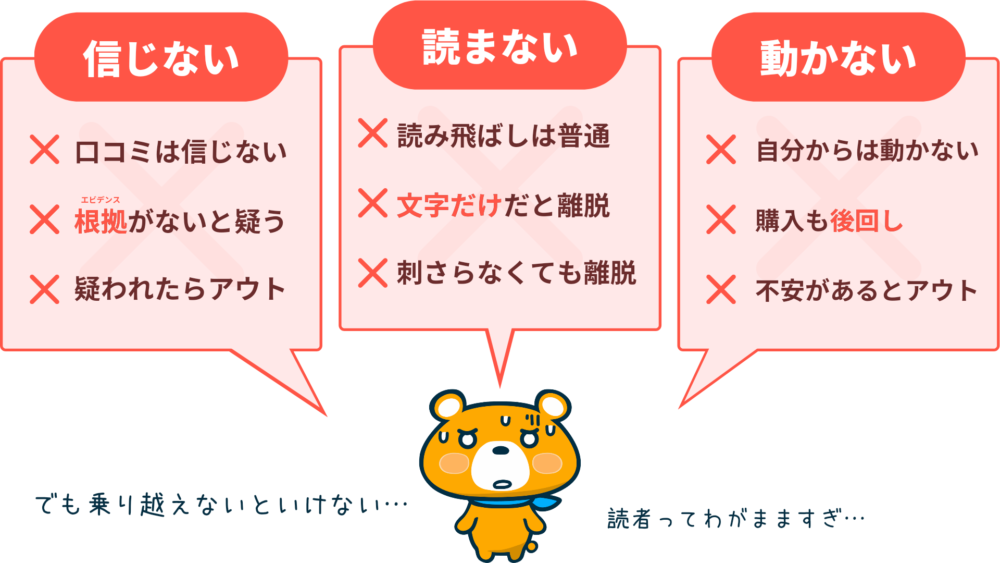 信じない
口コミは信じない
エビデンス
根拠がないと疑う
疑われたらアウト
読まない
読み飛ばしは普通
文字だけだと離脱
刺さらなくても離脱
動かない
自分からは動かない
購入も後回し
不安があるとアウト
でも乗り越えないといけない…
読者ってわがまますぎ…